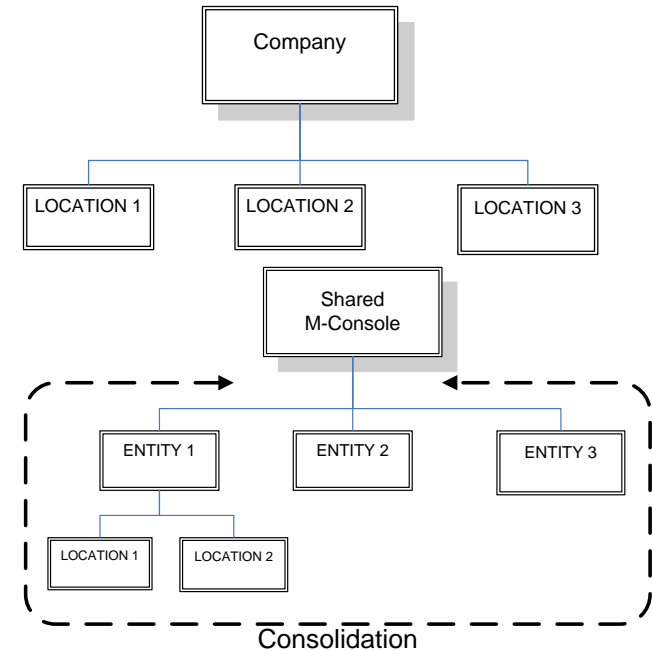 Company
LOCATION 1
LOCATION 2
LOCATION 3
Shared
M-Console
ENTITY 1
ENTITY 2
ENTITY 3
LOCATION 1
LOCATION 2
Consolidation